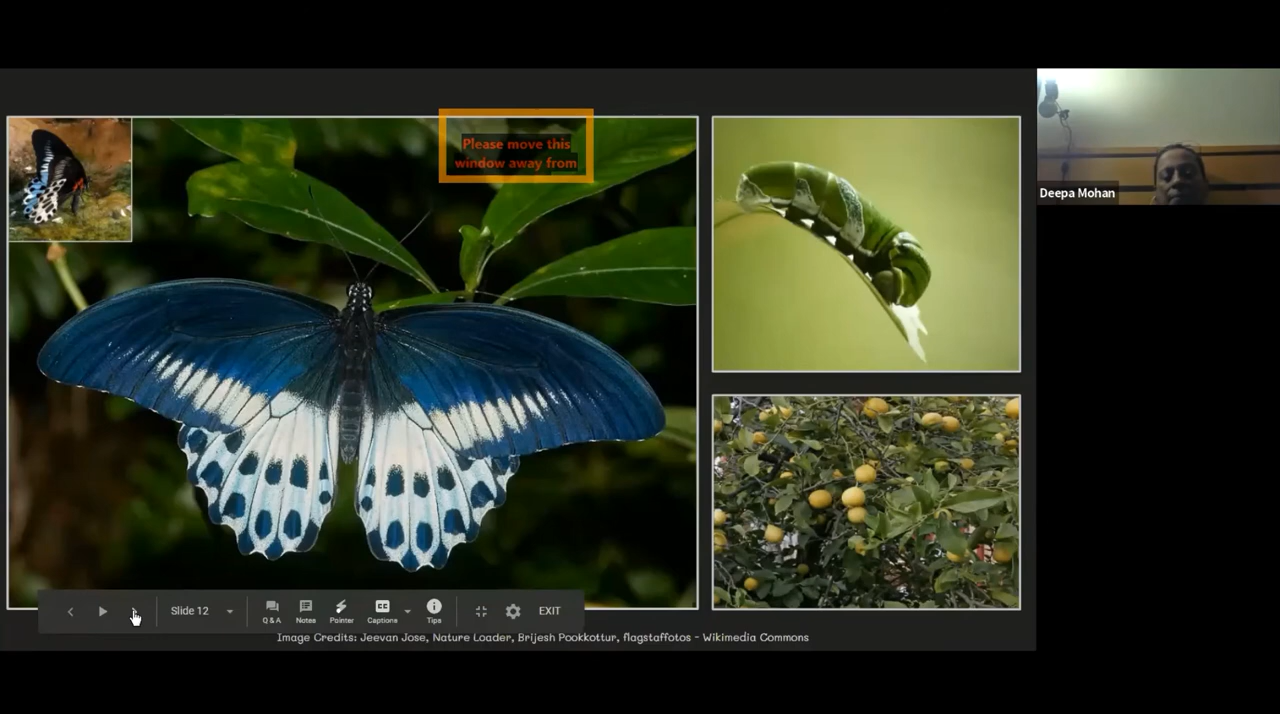 Please move this
window away from
Deepa Mohan
Slide 12
Q & A
Notes
Pointer
CC
Captions
Tips
EXIT
Image Credits: Jeevan Jose, Nature Loader, Brijesh Pookkottur, flagstaffotos - Wikimedia Commons